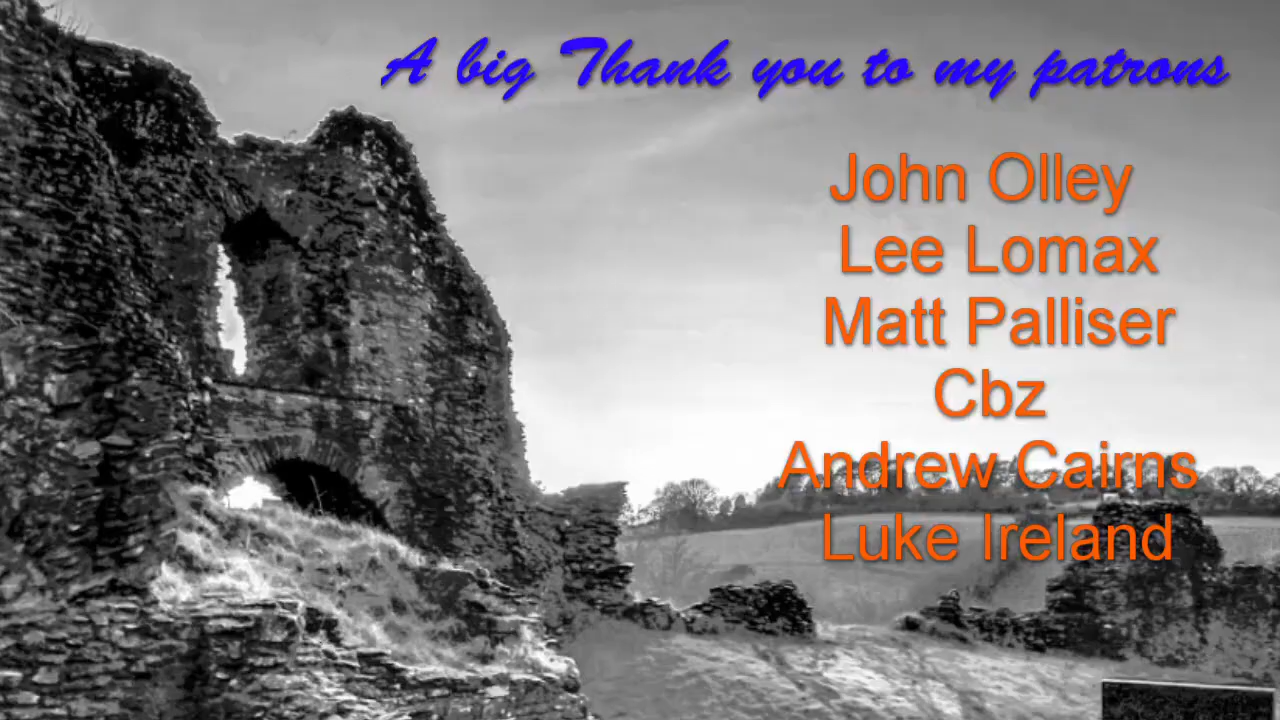 A big Thank you to my patrons
John Olley
Lee Lomax
Matt Palliser
Cbz
Andrew Cairns
Luke Ireland